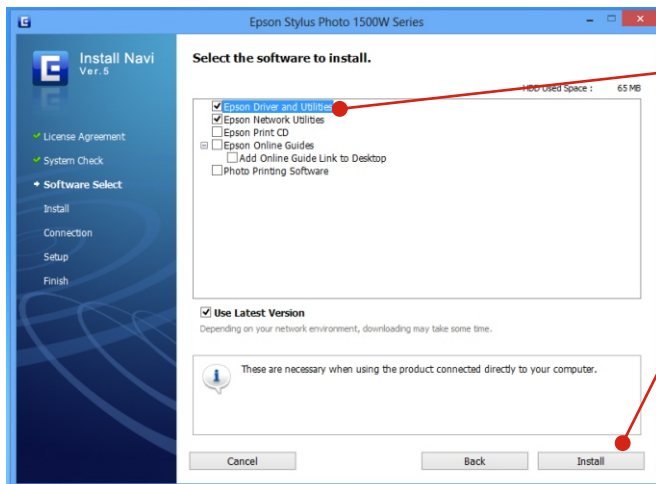 Epson Stylus Photo 1500W Series
Install Navi
Ver.5
License Agreement
System Check
Software Select
Install
Connection
Setup
Finish
Select the software to install.
HDD Used Space : 65 MB
Epson Driver and Utilities
Epson Network Utilities
Epson Print CD
Epson Online Guides
Add Online Guide Link to Desktop
Photo Printing Software
Use Latest Version
Depending on your network environment, downloading may take some time.
These are necessary when using the product connected directly to your computer.
Cancel
Back
Install